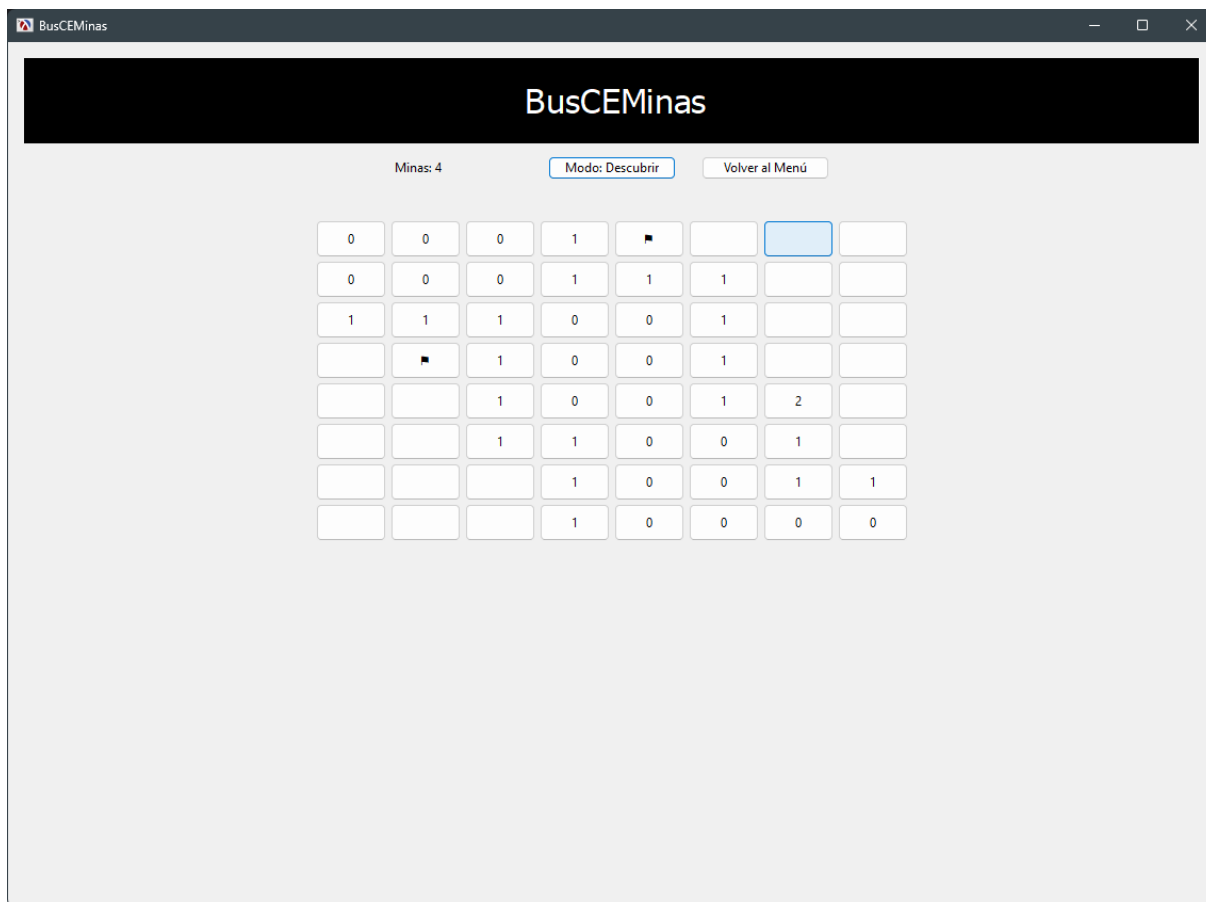 BusCEMinas
BusCEMinas
Minas: 4 Modo: Descubrir Volver al Menú
0 0 0 1 ⚑
0 0 0 1 1 1
1 1 1 0 0 1
⚑ 1 0 0 1
1 0 0 1 2
1 1 0 0 1
1 0 0 1 1
1 0 0 0 0